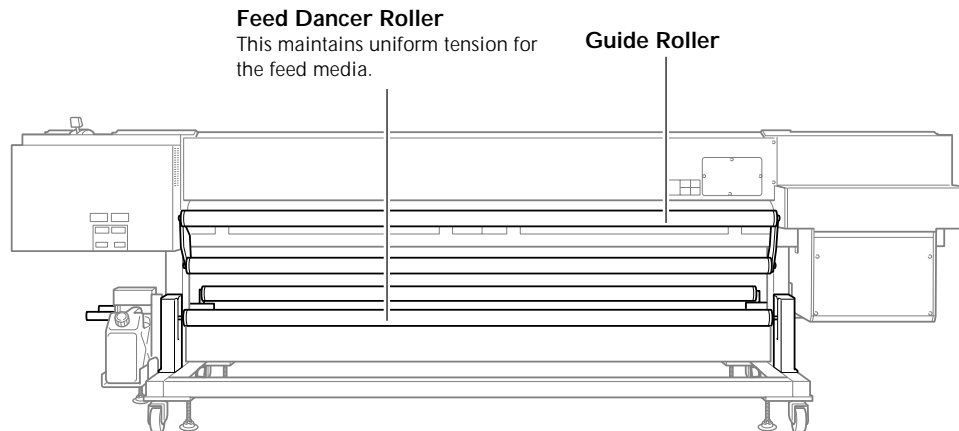 Feed Dancer Roller
This maintains uniform tension for
the feed media.
Guide Roller